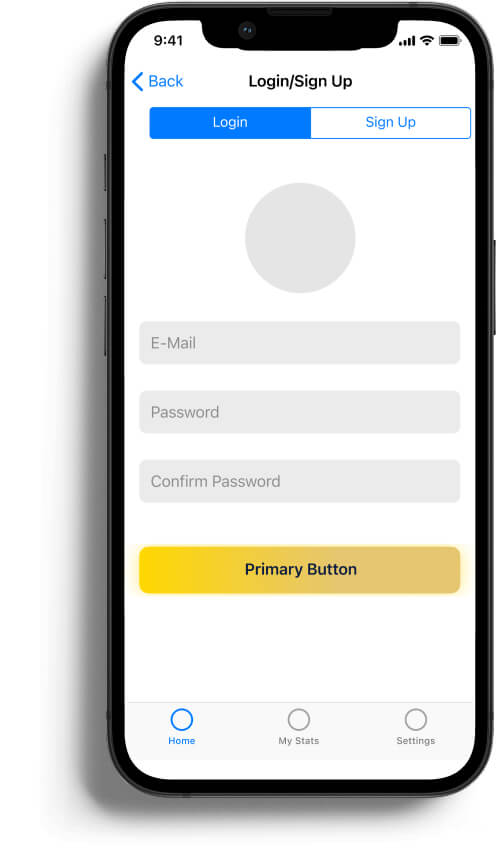 9:41
Back Login/Sign Up
Login Sign Up
E-Mail
Password
Confirm Password
Primary Button
Home My Stats Settings